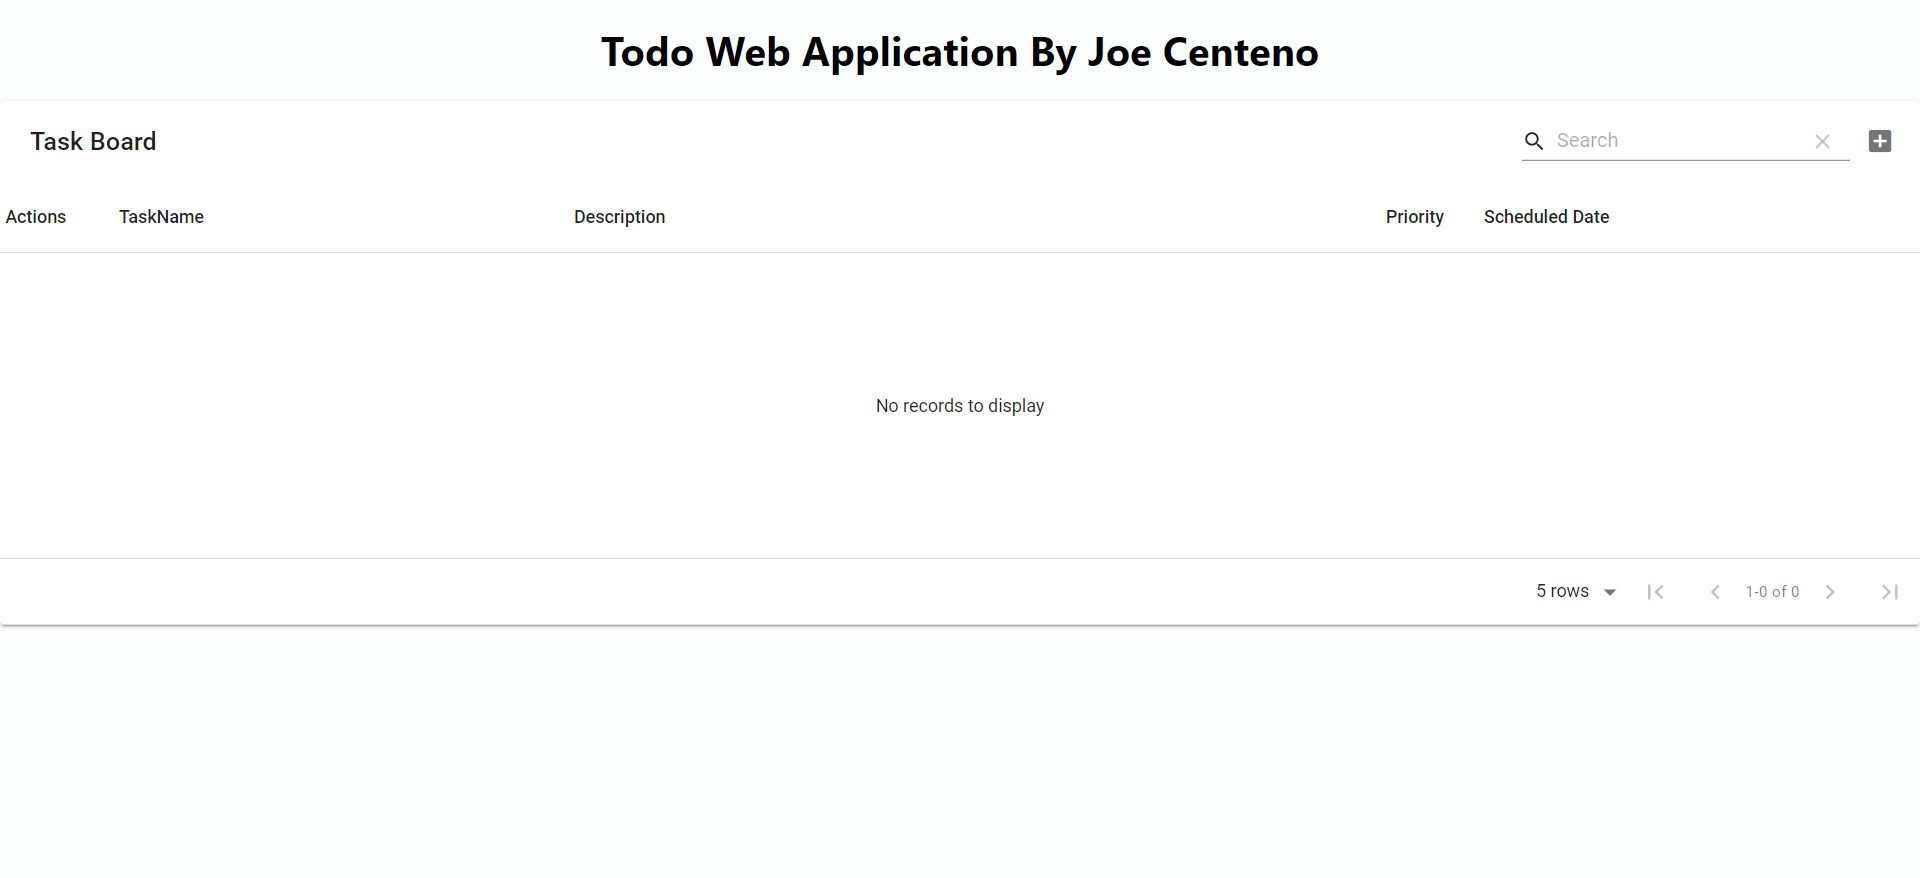 Todo Web Application By Joe Centeno
Task Board
Search
Actions TaskName Description Priority Scheduled Date
No records to display
5 rows 1-0 of 0